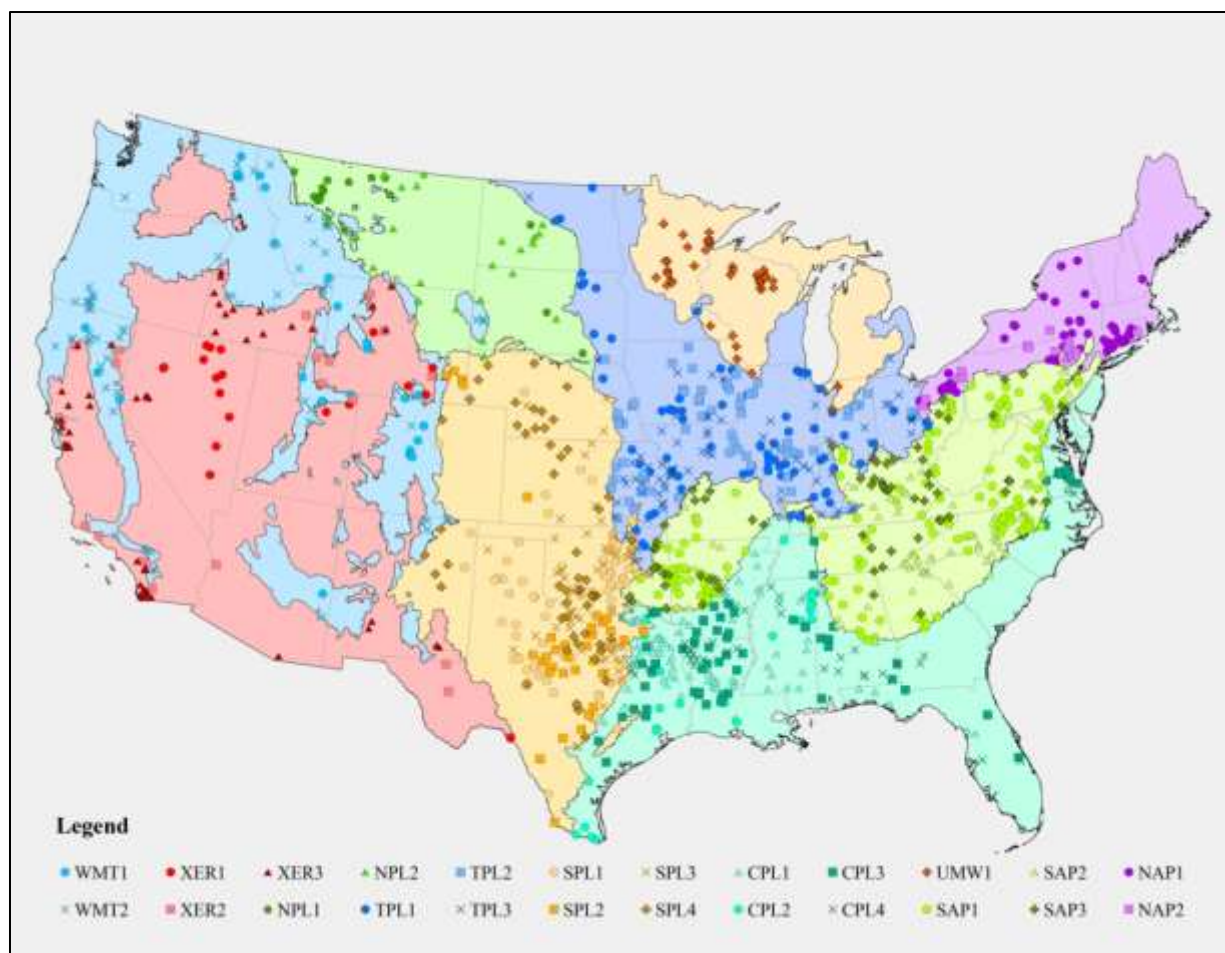 Legend
WMT1 XER1 XER3 NPL2 TPL2 SPL1 SPL3 CPL1 CPL3 UMW1 SAP2 NAP1
WMT2 XER2 NPL1 TPL1 TPL3 SPL2 SPL4 CPL2 CPL4 SAP1 SAP3 NAP2